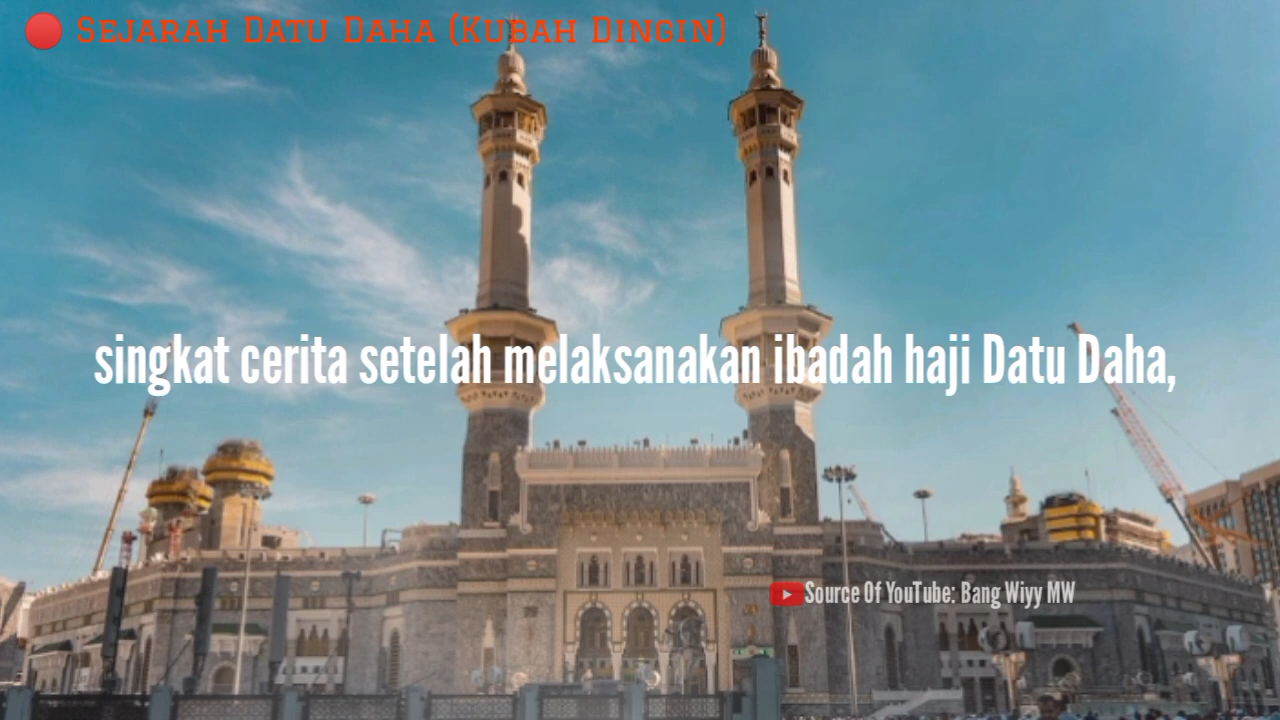 Sejarah Datu Daha (Kubah Dingin)
singkat cerita setelah melaksanakan ibadah haji Datu Daha,
Source Of YouTube: Bang Wiyy MW